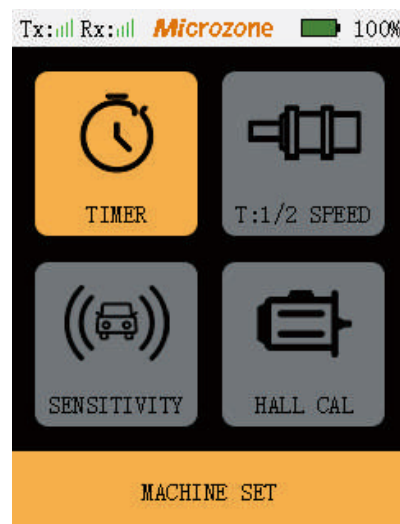 Tx: Rx: Microzone 100%
TIMER
T:1/2 SPEED
SENSITIVITY
HALL CAL
MACHINE SET